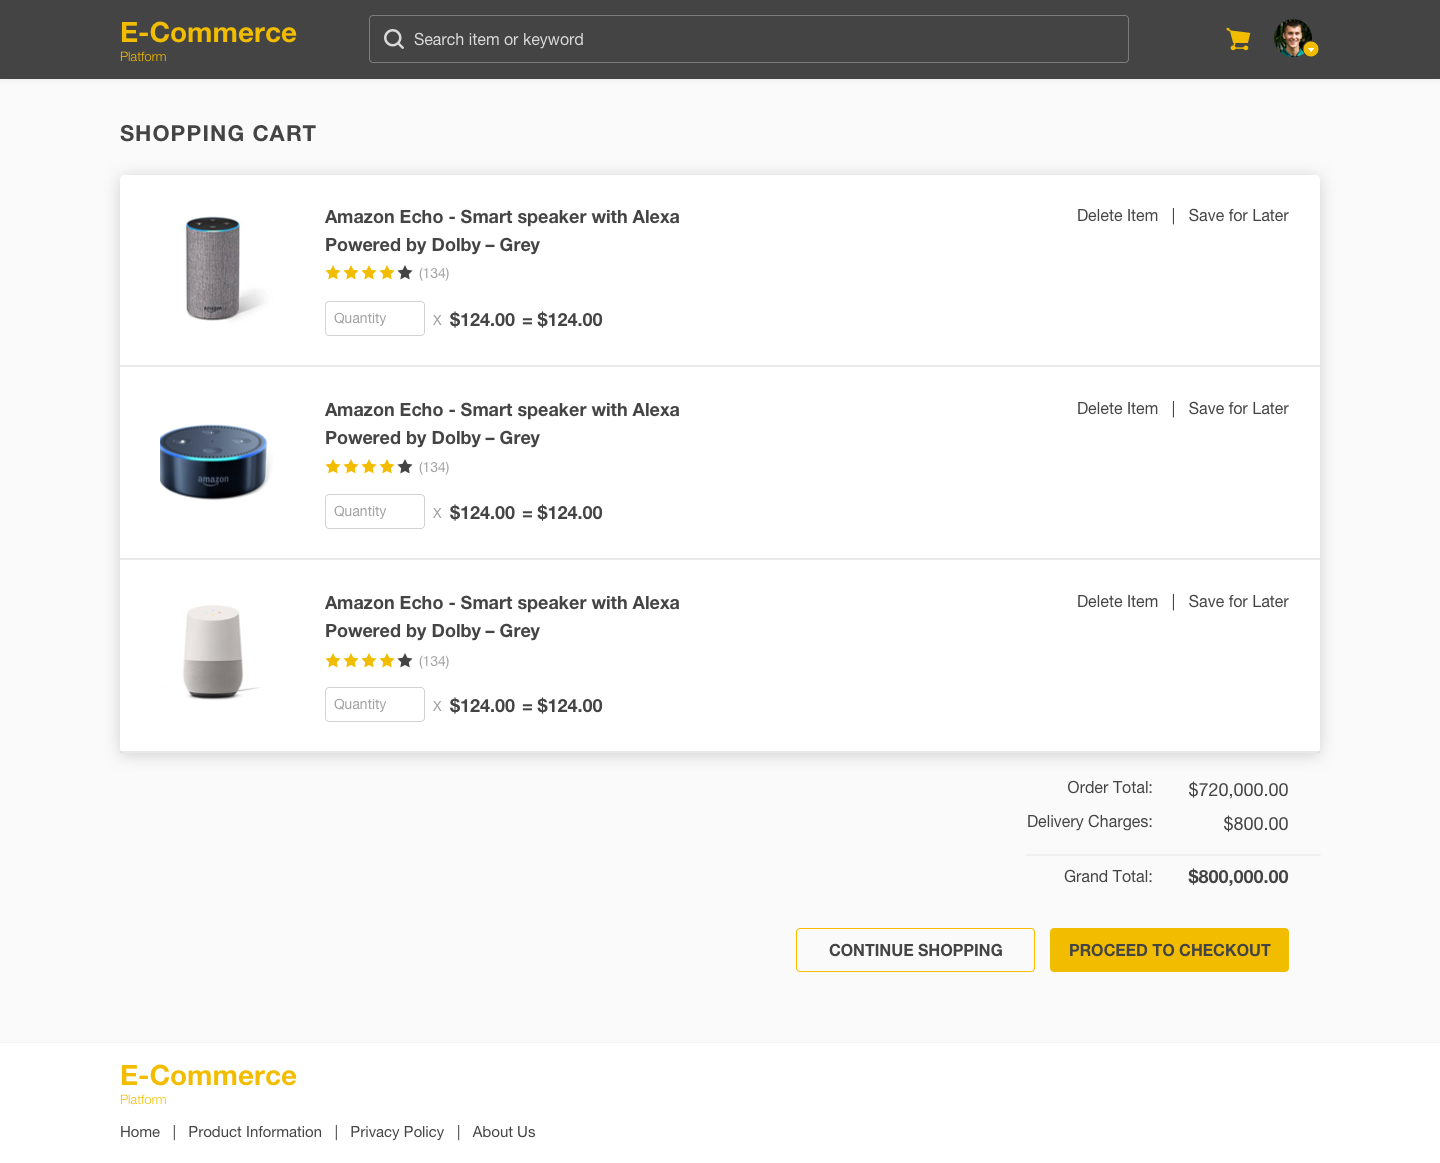 E-Commerce
Platform
Search item or keyword
SHOPPING CART
Amazon Echo - Smart speaker with Alexa
Powered by Dolby – Grey
(134)
Quantity x $124.00 = $124.00
Delete Item | Save for Later
amazon
Amazon Echo - Smart speaker with Alexa
Powered by Dolby – Grey
(134)
Quantity x $124.00 = $124.00
Delete Item | Save for Later
amazon
Amazon Echo - Smart speaker with Alexa
Powered by Dolby – Grey
(134)
Quantity x $124.00 = $124.00
Delete Item | Save for Later
Order Total: $720,000.00
Delivery Charges: $800.00
Grand Total: $800,000.00
CONTINUE SHOPPING
PROCEED TO CHECKOUT
E-Commerce
Platform
Home | Product Information | Privacy Policy | About Us